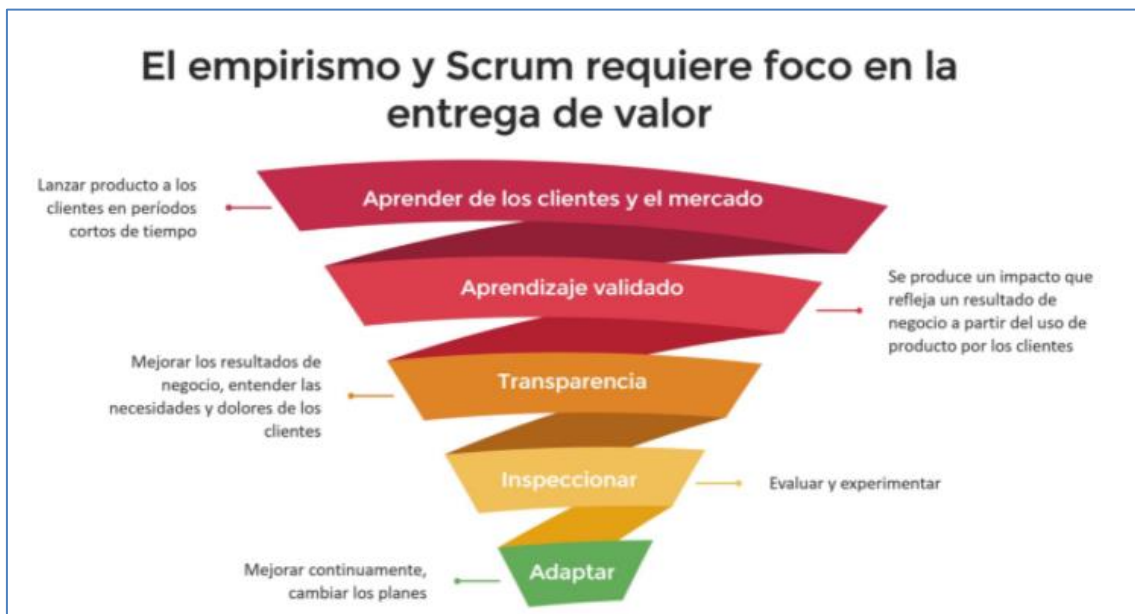 El empirismo y Scrum requiere foco en la
entrega de valor
Lanzar producto a los
clientes en períodos
cortos de tiempo
Aprender de los clientes y el mercado
Aprendizaje validado
Se produce un impacto que
refleja un resultado de
negocio a partir del uso de
producto por los clientes
Mejorar los resultados de
negocio, entender las
necesidades y dolores de los
clientes
Transparencia
Inspeccionar
Evaluar y experimentar
Mejorar continuamente,
cambiar los planes
Adaptar